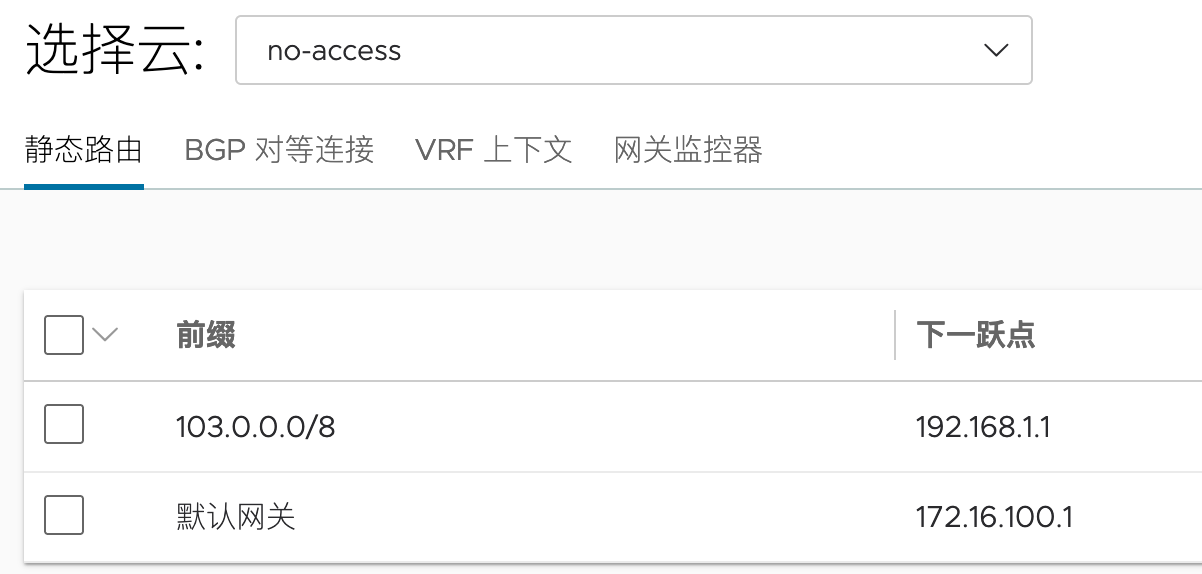 选择云: no-access
静态路由 BGP 对等连接 VRF 上下文 网关监控器
前缀 下一跃点
103.0.0.0/8 192.168.1.1
默认网关 172.16.100.1